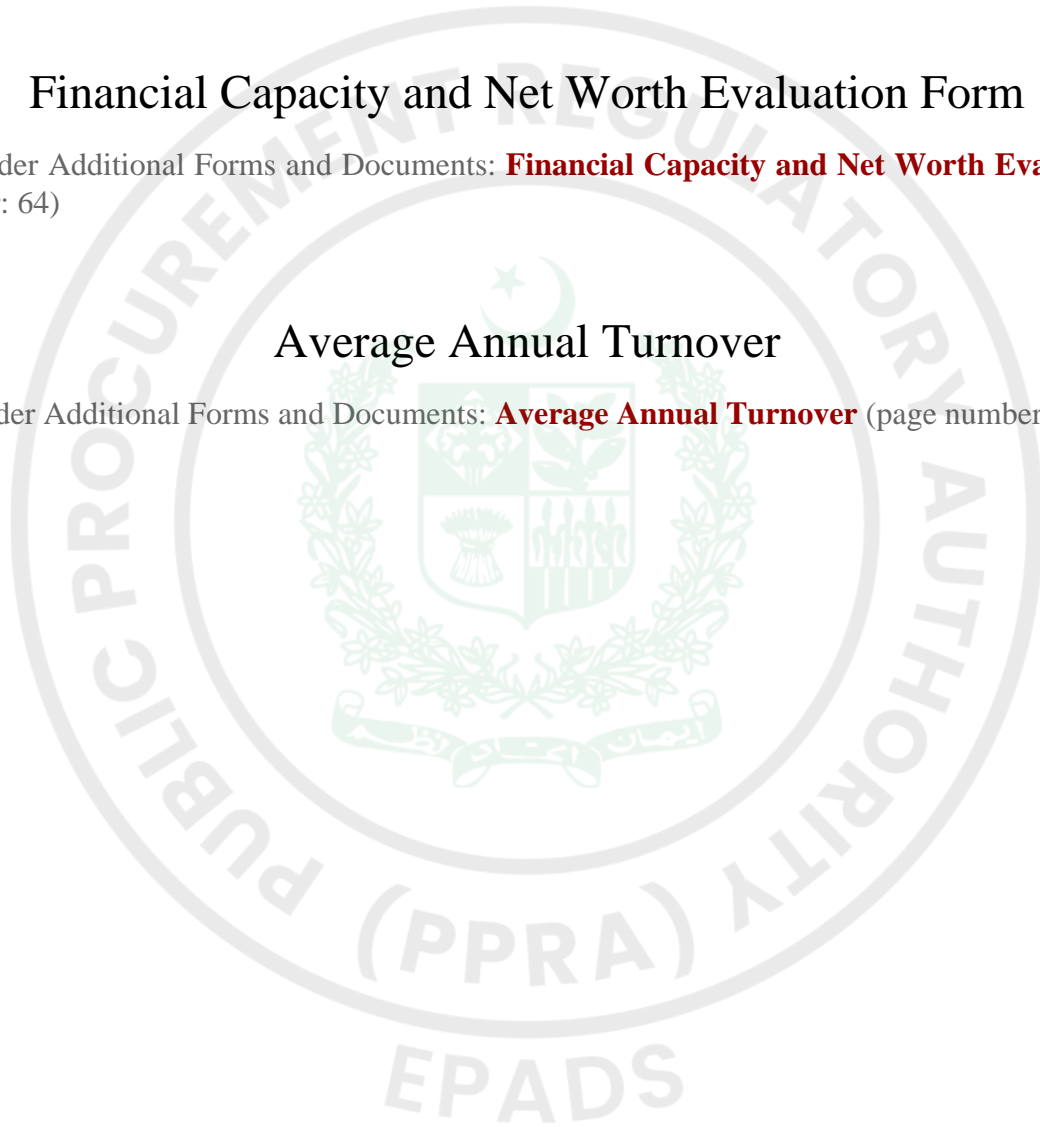 Financial Capacity and Net Worth Evaluation Form
der Additional Forms and Documents: Financial Capacity and Net Worth Eva
: 64)
Average Annual Turnover
der Additional Forms and Documents: Average Annual Turnover (page number
PUBLIC PROCUREMENT REGULATORY AUTHORITY
(PPRA)
EPADS